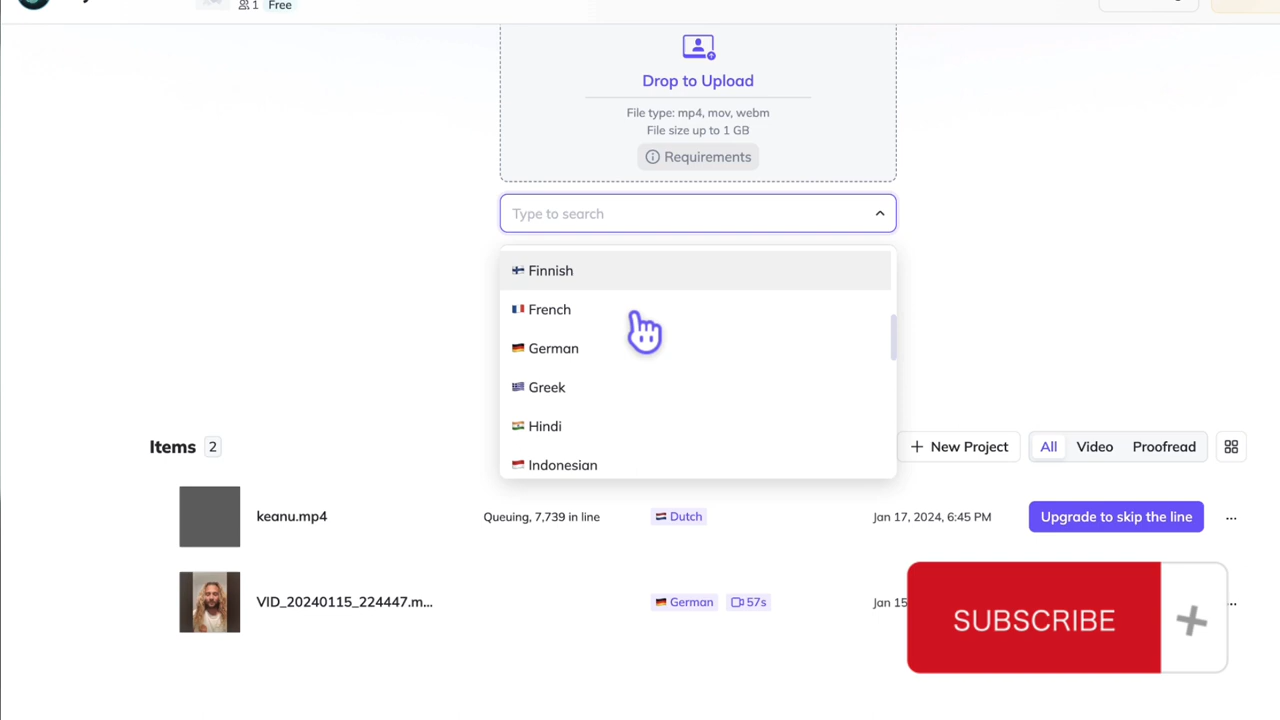 1 Free
Drop to Upload
File type: mp4, mov, webm
File size up to 1 GB
Requirements
Type to search
Finnish
French
German
Greek
Hindi
Indonesian
Items 2
+ New Project All Video Proofread
keanu.mp4 Queuing, 7,739 in line Dutch Jan 17, 2024, 6:45 PM Upgrade to skip the line ...
VID_20240115_224447.m... German 57s Jan 15
SUBSCRIBE +